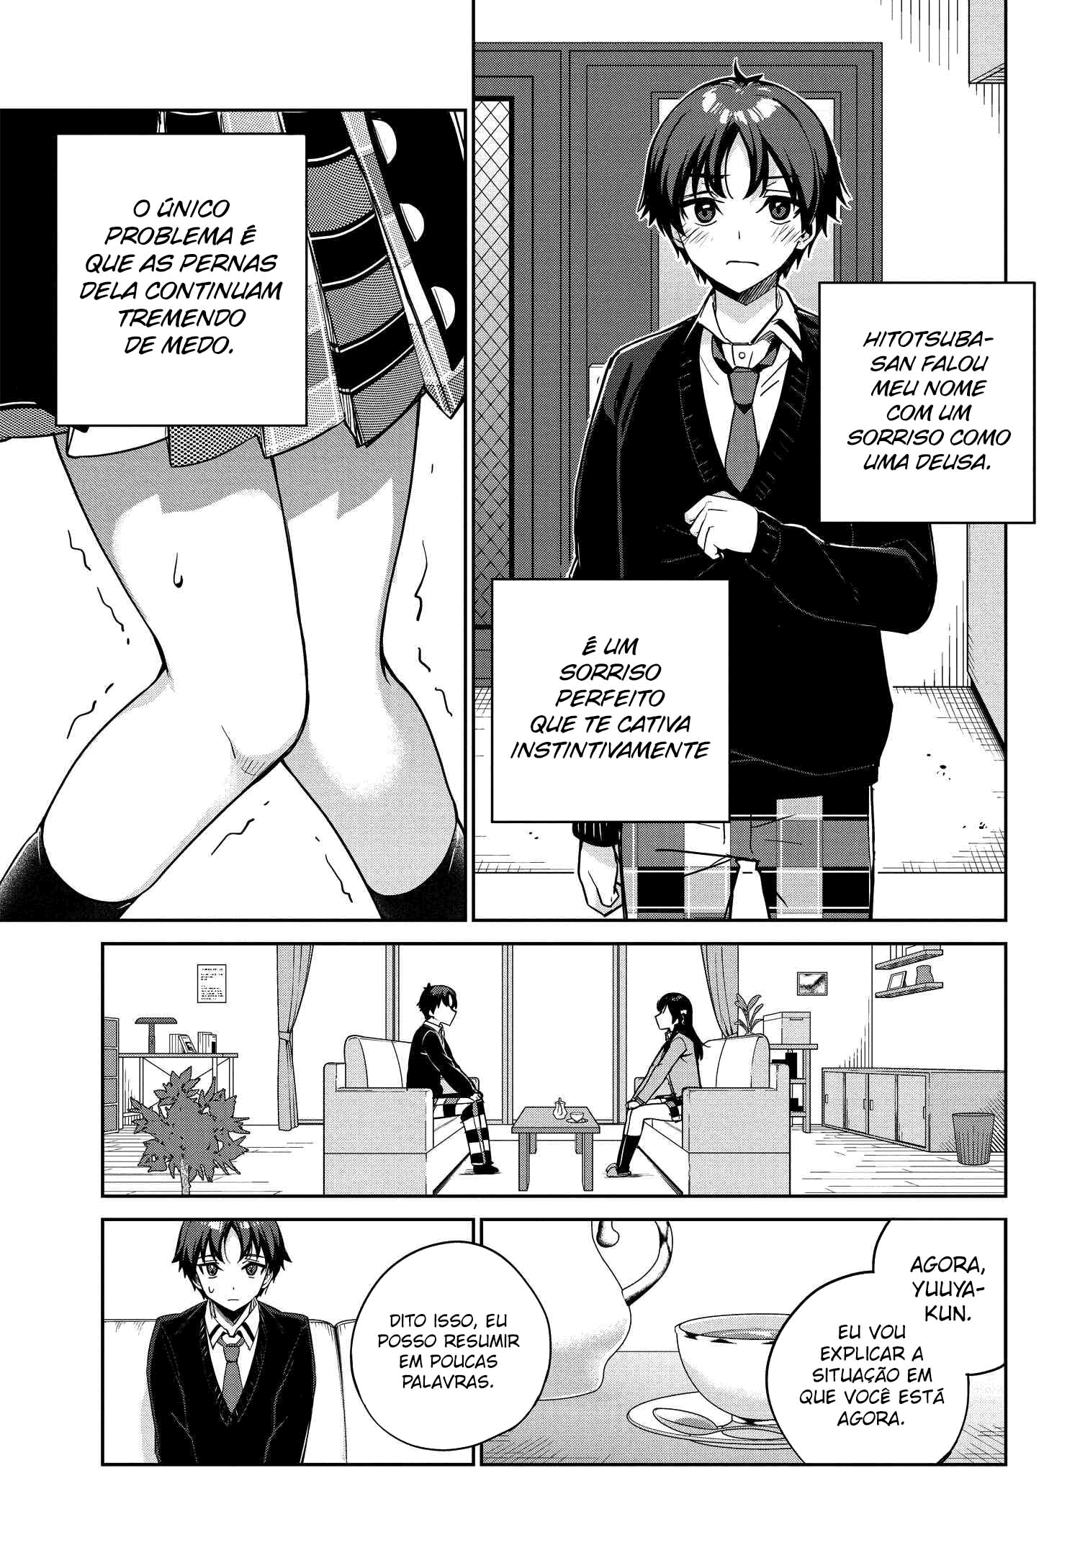 HITOTSUBA-
SAN FALOU
MEU NOME
COM UM
SORRISO COMO
UMA DEUSA.
É UM
SORRISO
PERFEITO
QUE TE CATIVA
INSTINTIVAMENTE
O ÚNICO
PROBLEMA É
QUE AS PERNAS
DELA CONTINUAM
TREMENDO
DE MEDO.
AGORA,
YUUYA-
KUN.
EU VOU
EXPLICAR A
SITUAÇÃO EM
QUE VOCÊ ESTÁ
AGORA.
DITO ISSO, EU
POSSO RESUMIR
EM POUCAS
PALAVRAS.